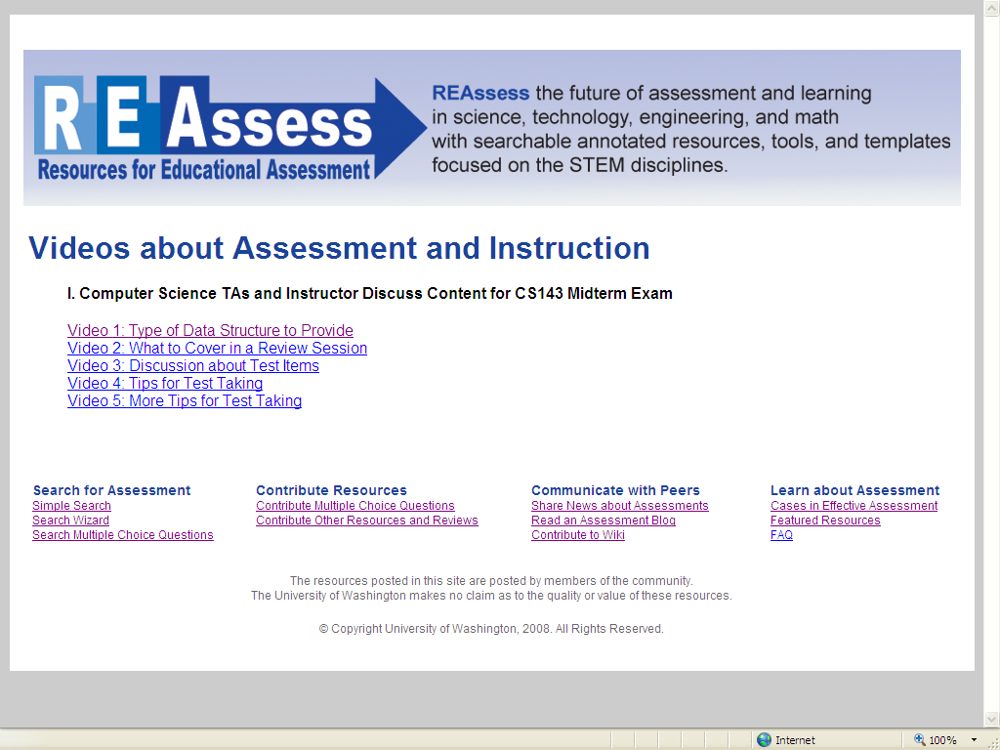 REAssess
Resources for Educational Assessment
REAssess the future of assessment and learning
in science, technology, engineering, and math
with searchable annotated resources, tools, and templates
focused on the STEM disciplines.
Videos about Assessment and Instruction
I. Computer Science TAs and Instructor Discuss Content for CS143 Midterm Exam
Video 1: Type of Data Structure to Provide
Video 2: What to Cover in a Review Session
Video 3: Discussion about Test Items
Video 4: Tips for Test Taking
Video 5: More Tips for Test Taking
Search for Assessment
Simple Search
Search Wizard
Search Multiple Choice Questions
Contribute Resources
Contribute Multiple Choice Questions
Contribute Other Resources and Reviews
Communicate with Peers
Share News about Assessments
Read an Assessment Blog
Contribute to Wiki
Learn about Assessment
Cases in Effective Assessment
Featured Resources
FAQ
The resources posted in this site are posted by members of the community.
The University of Washington makes no claim as to the quality or value of these resources.
© Copyright University of Washington, 2008. All Rights Reserved.
Internet
100%